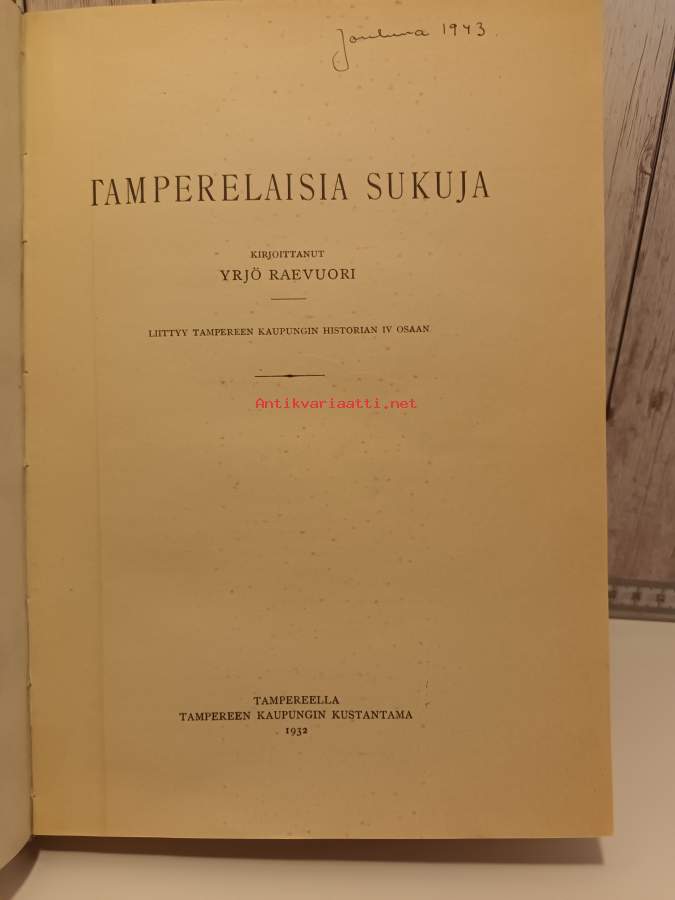 Jouluna 1943.
TAMPERELAISIA SUKUJA
KIRJOITTANUT
YRJÖ RAEVUORI
LIITTYY TAMPEREEN KAUPUNGIN HISTORIAN IV OSAAN
Antikvariaatti.net
TAMPEREELLA
TAMPEREEN KAUPUNGIN KUSTANTAMA
1932